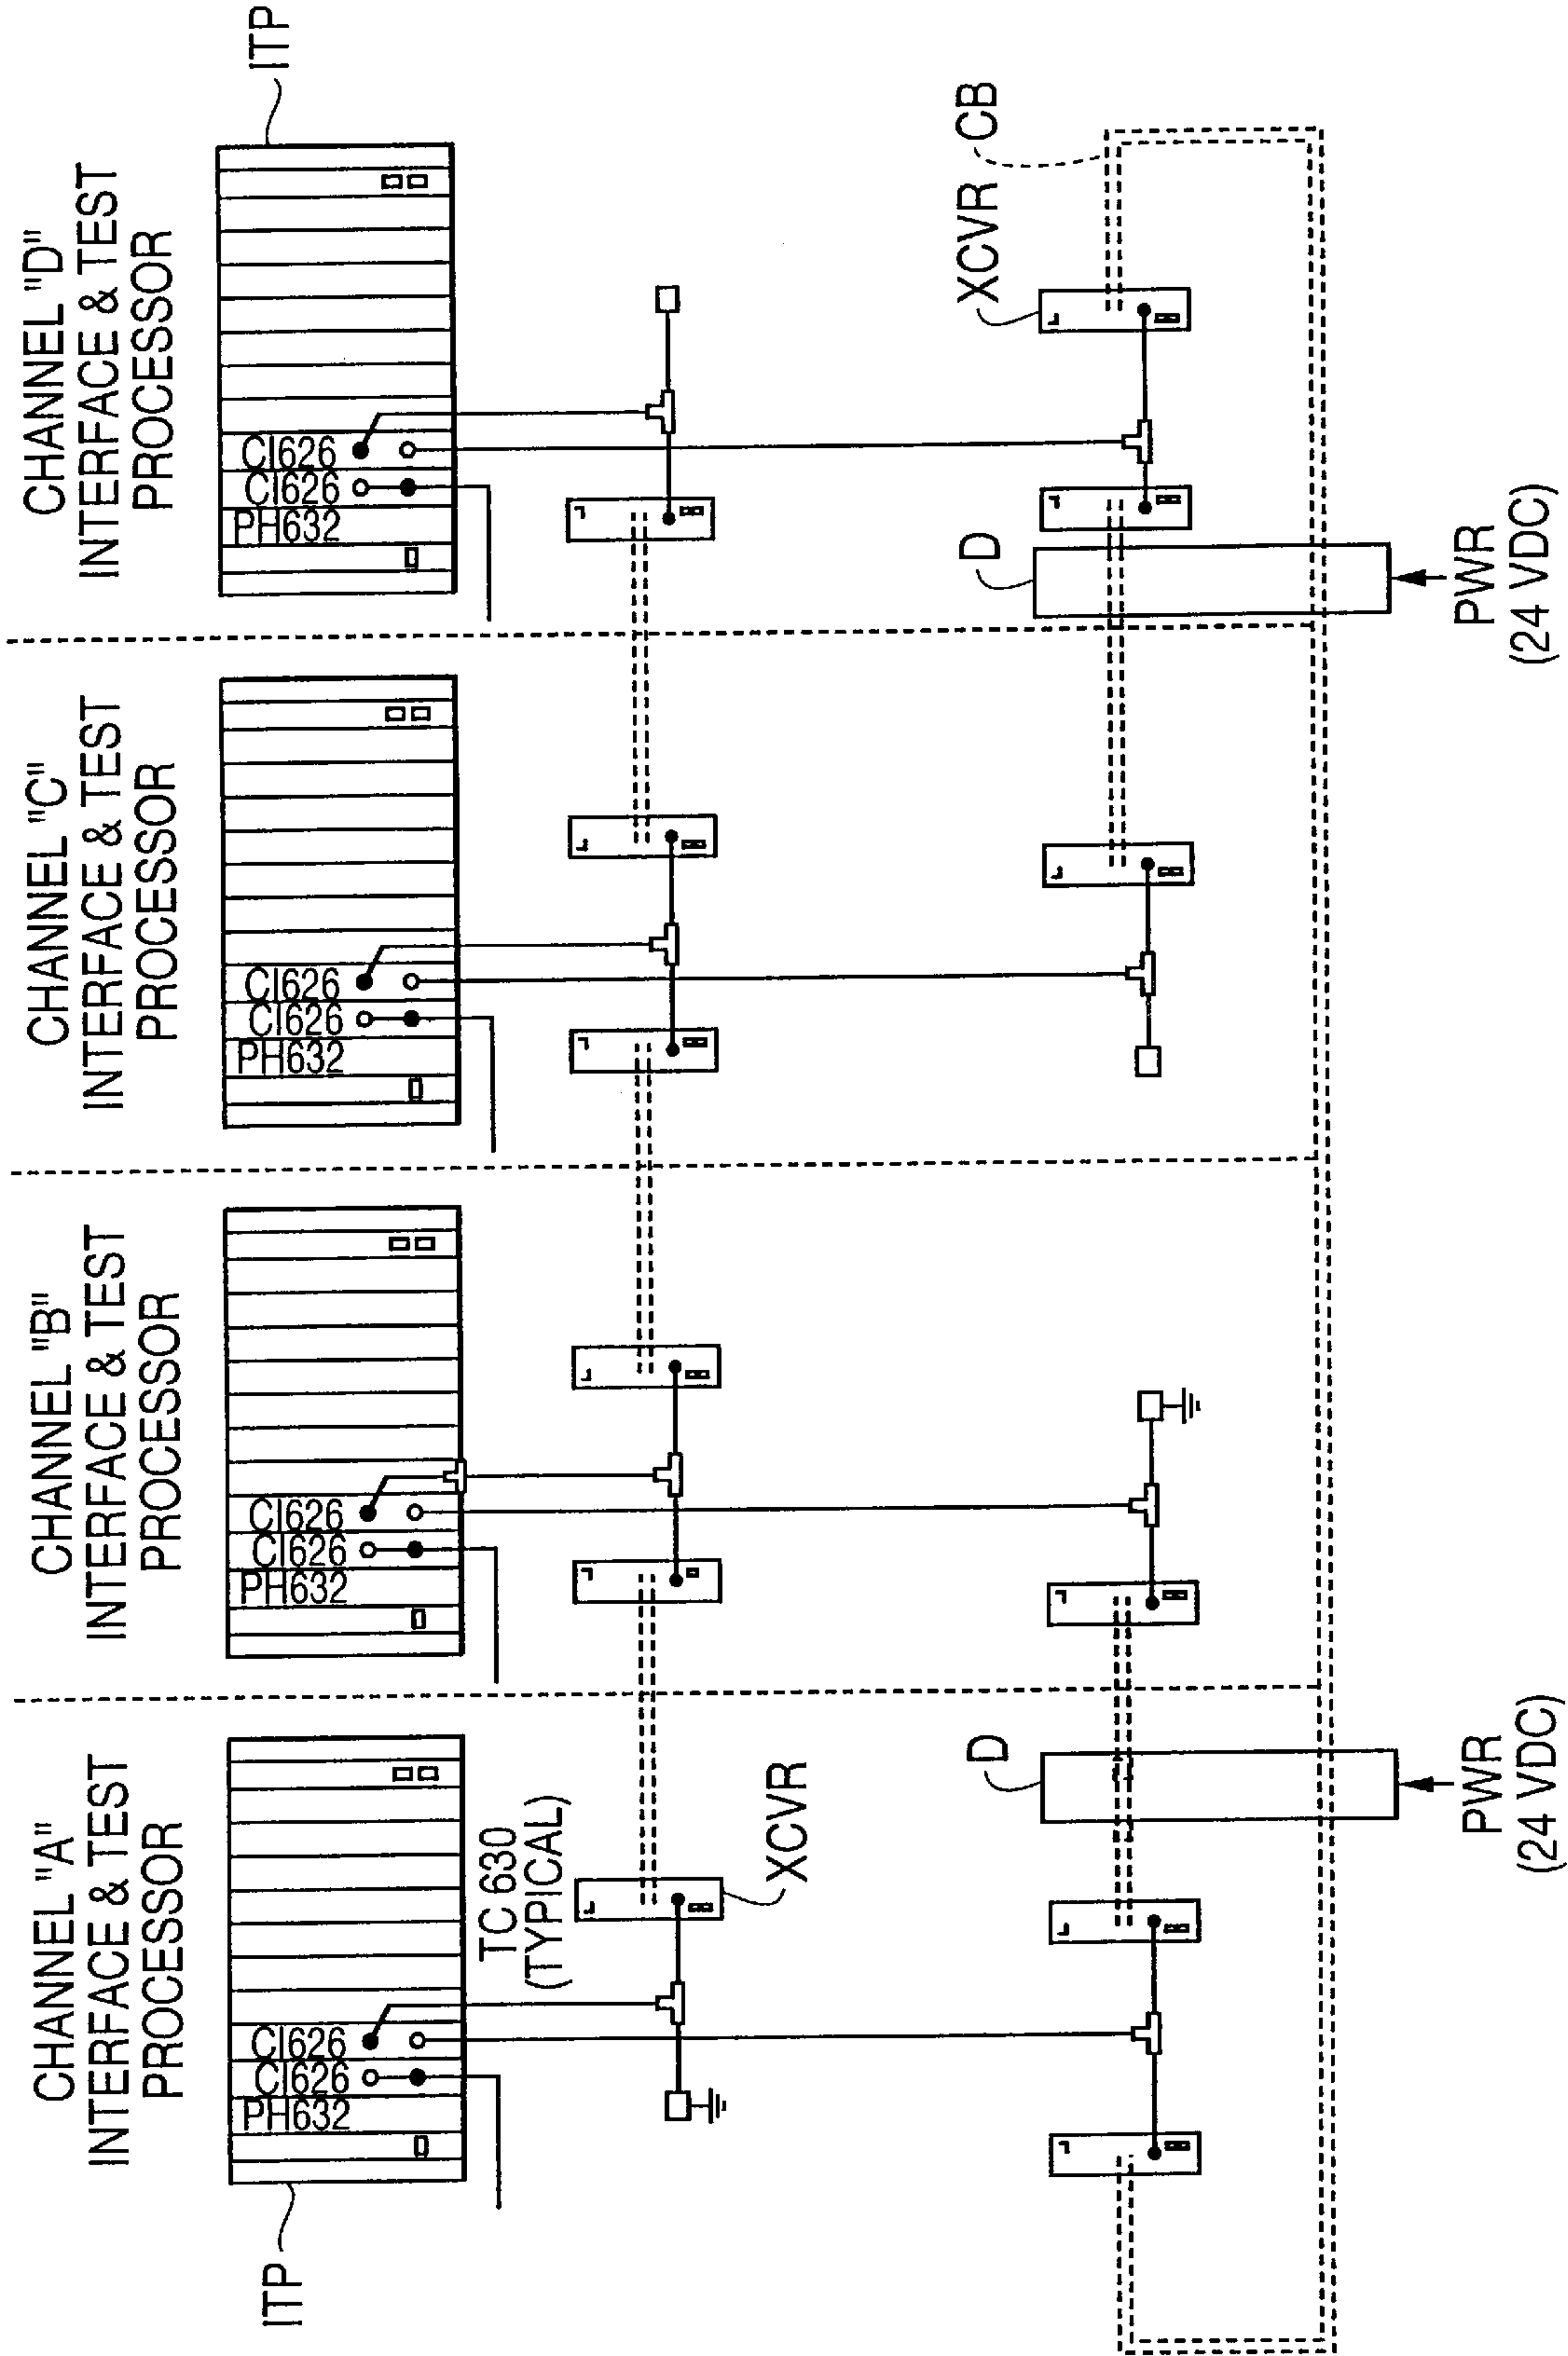 CHANNEL "A"
INTERFACE & TEST
PROCESSOR
CHANNEL "B"
INTERFACE & TEST
PROCESSOR
CHANNEL "C"
INTERFACE & TEST
PROCESSOR
CHANNEL "D"
INTERFACE & TEST
PROCESSOR
ITP
PH632
CI626
CI626
PH632
CI626
CI626
PH632
CI626
CI626
PH632
CI626
CI626
ITP
TC 630
(TYPICAL)
XCVR
D
D
XCVR
CB
PWR
(24 VDC)
PWR
(24 VDC)